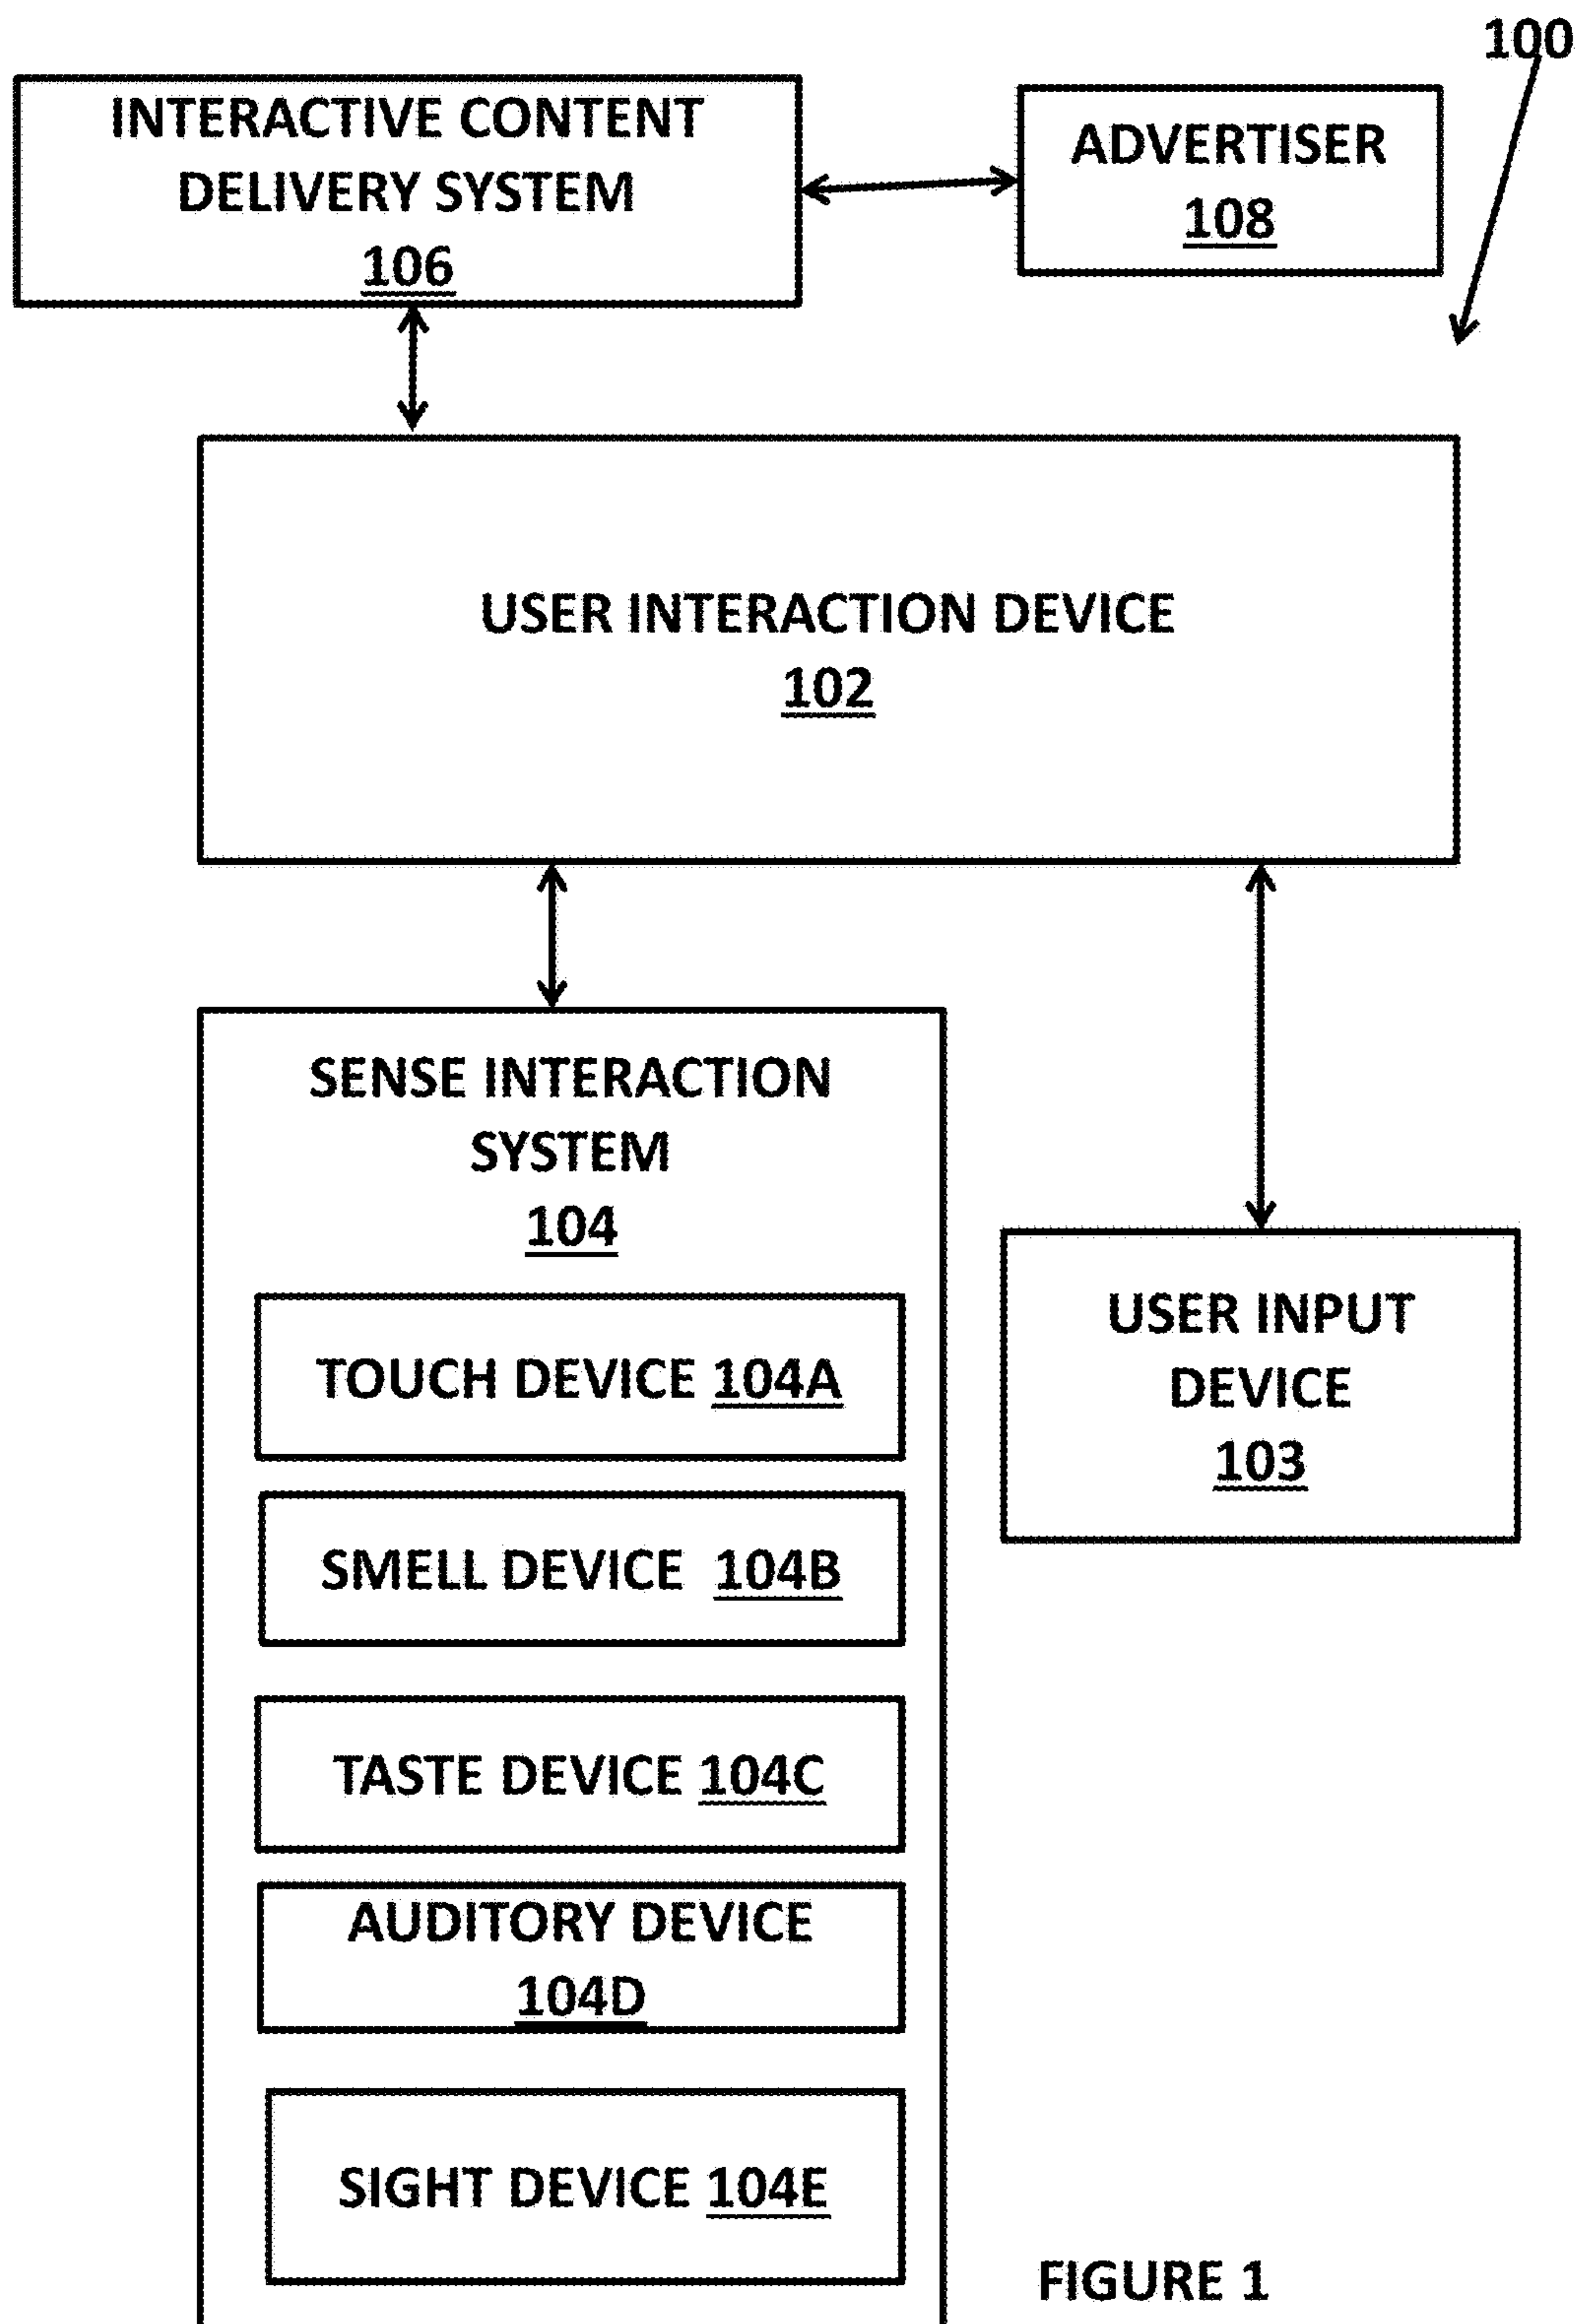 100
INTERACTIVE CONTENT
DELIVERY SYSTEM
106
ADVERTISER
108
USER INTERACTION DEVICE
102
SENSE INTERACTION
SYSTEM
104
TOUCH DEVICE 104A
SMELL DEVICE 104B
TASTE DEVICE 104C
AUDITORY DEVICE
104D
SIGHT DEVICE 104E
USER INPUT
DEVICE
103
FIGURE 1